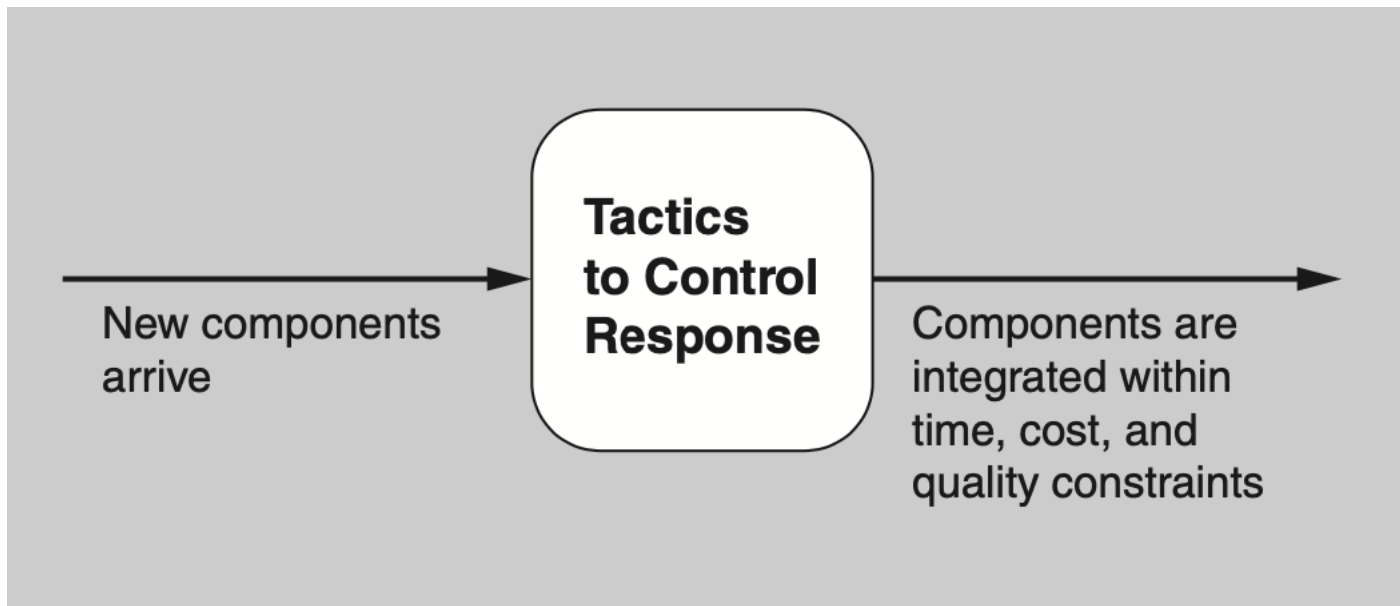 New components
arrive
Tactics
to Control
Response
Components are
integrated within
time, cost, and
quality constraints